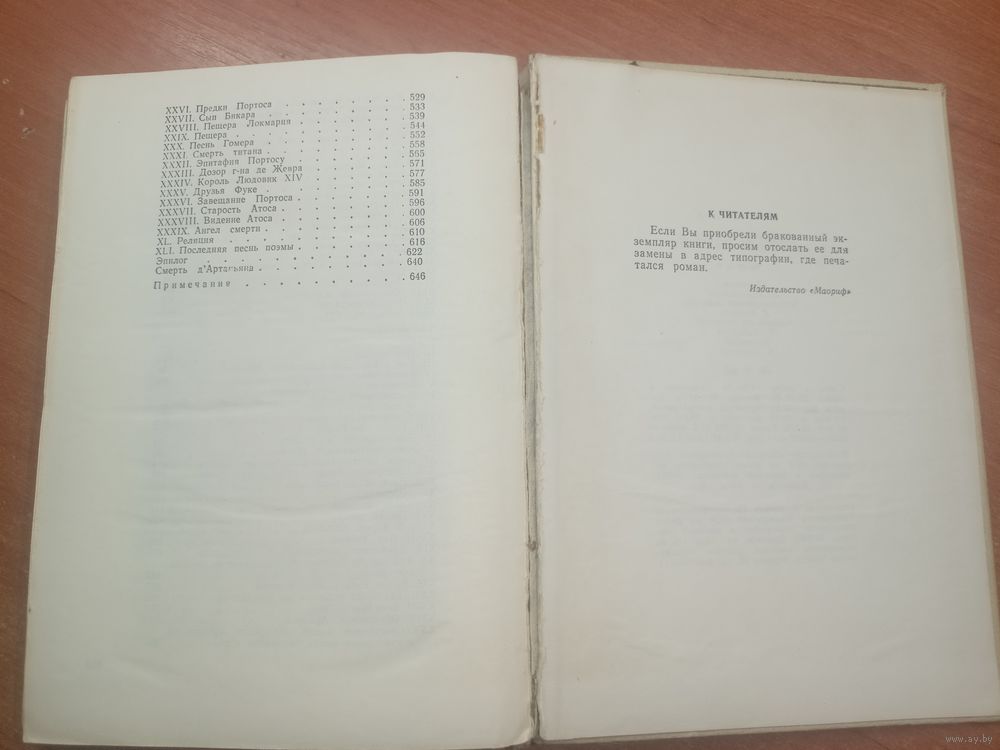 XXVI. Предки Портоса . . . . . . . 529
XXVII. Сын Бикара . . . . . . . 533
XXVIII. Пещера Локмария . . . . . . 539
XXIX. Пещера . . . . . . . . 544
XXX. Песнь Гомера . . . . . . . 552
XXXI. Смерть титана . . . . . . . 558
XXXII. Эпитафия Портосу . . . . . . 565
XXXIII. Дозор г-на де Жевра . . . . . 571
XXXIV. Король Людовик XIV . . . . . 577
XXXV. Друзья Фуке . . . . . . . 585
XXXVI. Завещание Портоса . . . . . 591
XXXVII. Старость Атоса . . . . . . 596
XXXVIII. Видение Атоса . . . . . . 600
XXXIX. Ангел смерти . . . . . . . 606
XL. Реляция . . . . . . . . 610
XLI. Последняя песнь поэмы . . . . . 616
Эпилог . . . . . . . . . 622
Смерть д'Артаньяна . . . . . . . 640
Примечание . . . . . . . . 646
К ЧИТАТЕЛЯМ
Если Вы приобрели бракованный эк-
земпляр книги, просим отослать ее для
замены в адрес типографии, где печа-
тался роман.
Издательство «Маориф»
www.ay.by